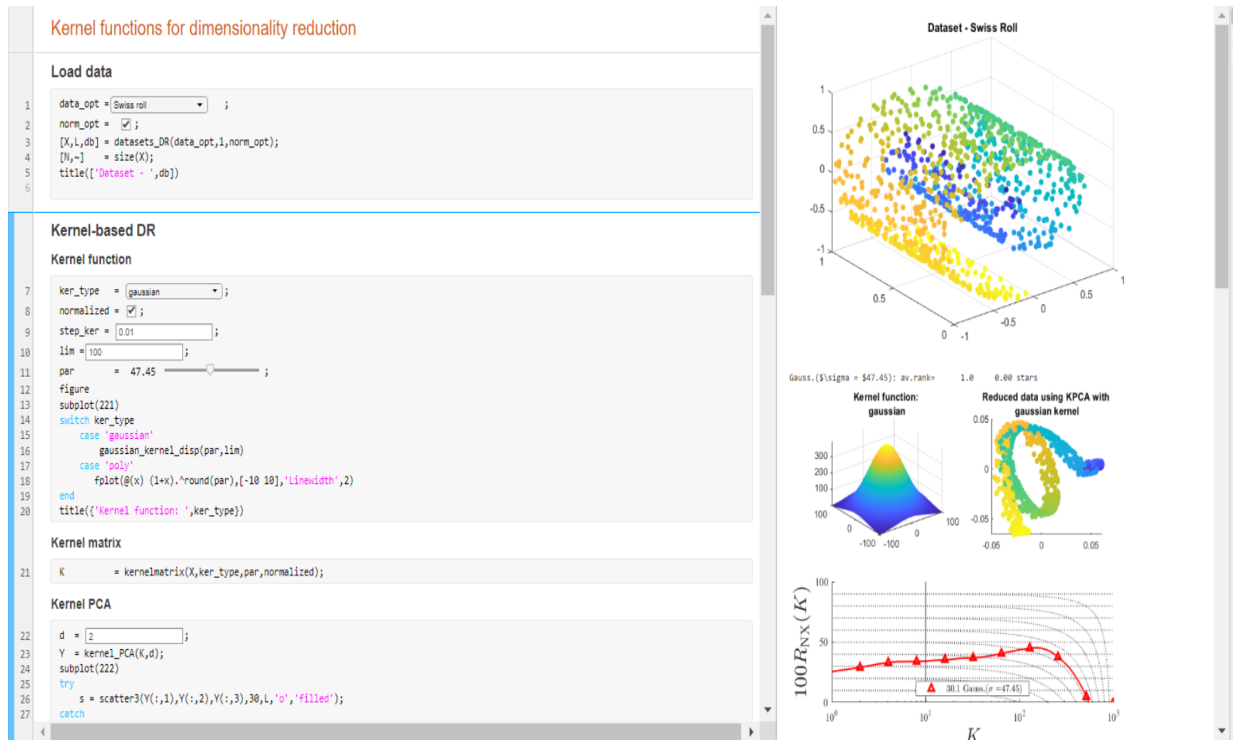 Kernel functions for dimensionality reduction
Load data
1 data_opt = Swiss roll ;
2 norm_opt = ;
3 [X,L,db] = datasets_DR(data_opt,1,norm_opt);
4 [N,~] = size(X);
5 title(['Dataset - ',db])
6
Kernel-based DR
Kernel function
7 ker_type = gaussian ;
8 normalized = ;
9 step_ker = 0.01 ;
10 lim = 100 ;
11 par = 47.45 ;
12 figure
13 subplot(221)
14 switch ker_type
15 case 'gaussian'
16 gaussian_kernel_disp(par,lim)
17 case 'poly'
18 fplot(@(x) (1+x).^round(par),[-10 10],'Linewidth',2)
19 end
20 title({'Kernel function: ',ker_type})
Kernel matrix
21 K = kernelmatrix(X,ker_type,par,normalized);
Kernel PCA
22 d = 2 ;
23 Y = kernel_PCA(K,d);
24 subplot(222)
25 try
26 s = scatter3(Y(:,1),Y(:,2),Y(:,3),30,L,'o','filled');
27 catch
Dataset - Swiss Roll
1
0.5
0
-0.5
-1
1
0.5
0
-1
-0.5
0
0.5
1
Gauss.($\sigma = $47.45): av.rank= 1.0 0.00 stars
Kernel function:
gaussian
300
200
100
100
0
-100
-100
0
100
Reduced data using KPCA with
gaussian kernel
0.05
0
-0.05
-0.05
0
0.05
100RNX(K)
100
50
0
30.1 Gauss.(σ =47.45)
10⁰ 10¹ 10² 10³
K